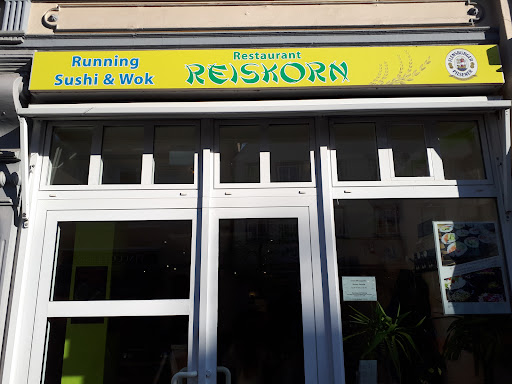 Running
Sushi & Wok
Restaurant
REISKORN